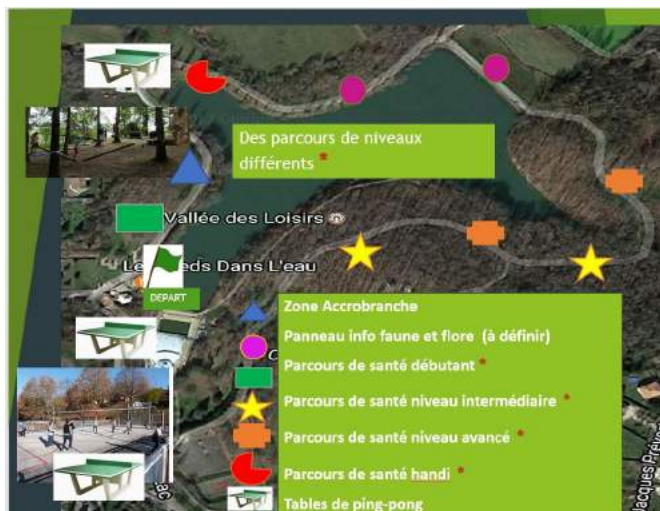 Des parcours de niveaux
différents *
Vallée des Loisirs
Dans L'eau
DEPART
Zone Accrobranche
Panneau info faune et flore (à définir)
Parcours de santé débutant *
Parcours de santé niveau intermédiaire *
Parcours de santé niveau avancé *
Parcours de santé handi *
Tables de ping-pong
Jacques